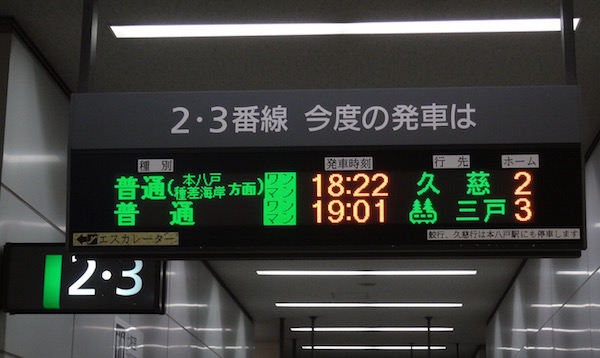 2・3番線 今度の発車は
種別 発車時刻 行先 ホーム
普通(本八戸 種差海岸 方面) ワンマン 18:22 久慈 2
普通 ワンマン 19:01 三戸 3
エスカレーター
鮫行、久慈行は本八戸駅にも停車します
2・3